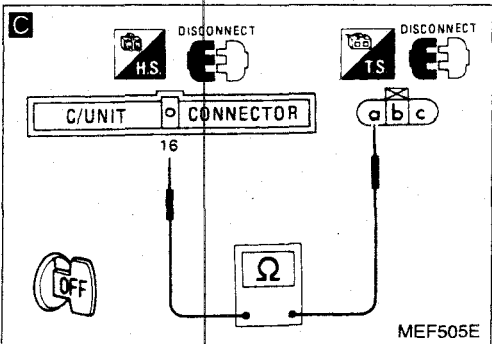 C
DISCONNECT
DISCONNECT
H.S.
T.S
C/UNIT O CONNECTOR
a b c
16
Ω
OFF
MEF505E